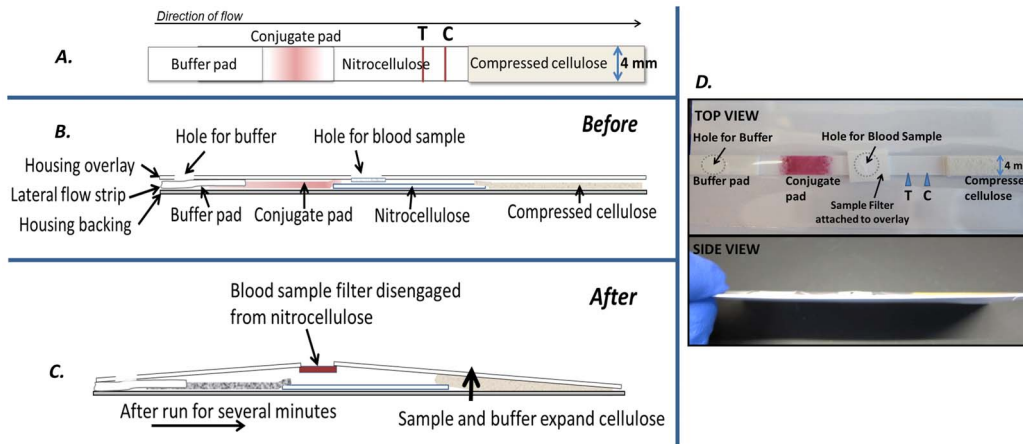 Direction of flow
A.
Conjugate pad
T C
Buffer pad
Nitrocellulose
Compressed cellulose
4 mm
B.
Before
Hole for buffer
Hole for blood sample
Housing overlay
Lateral flow strip
Housing backing
Buffer pad
Conjugate pad
Nitrocellulose
Compressed cellulose
After
Blood sample filter disengaged
from nitrocellulose
C.
After run for several minutes
Sample and buffer expand cellulose
D.
TOP VIEW
Hole for Buffer
Hole for Blood Sample
4 m
Buffer pad
Conjugate
pad
Sample Filter
attached to overlay
T C
Compresse
cellulose
SIDE VIEW